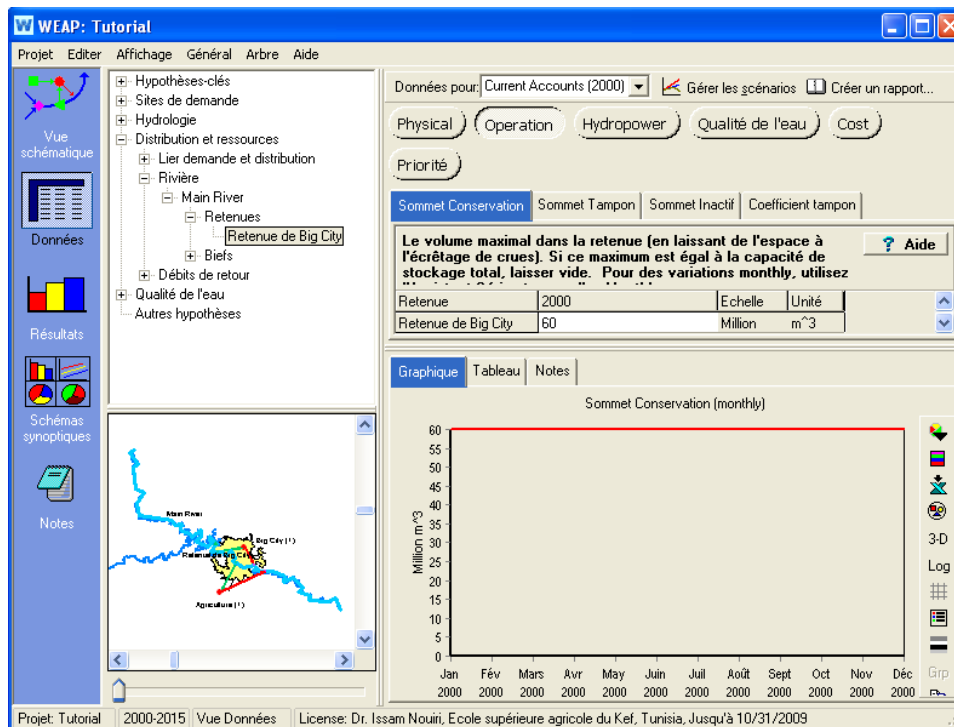 WEAP: Tutorial
Projet Editer Affichage Général Arbre Aide
Vue
schématique
Données
Résultats
Schémas
synoptiques
Notes
Hypothèses-clés
Sites de demande
Hydrologie
Distribution et ressources
Lier demande et distribution
Rivière
Main River
Retenues
Retenue de Big City
Biefs
Débits de retour
Qualité de l'eau
Autres hypothèses
Main River
Big City (1)
Retenue de Big City
Agriculture (1)
Données pour: Current Accounts (2000) Gérer les scénarios Créer un rapport...
Physical Operation Hydropower Qualité de l'eau Cost
Priorité
Sommet Conservation Sommet Tampon Sommet Inactif Coefficient tampon
Le volume maximal dans la retenue (en laissant de l'espace à
l'écrêtage de crues). Si ce maximum est égal à la capacité de
stockage total, laisser vide. Pour des variations monthly, utilisez
? Aide
Retenue 2000 Echelle Unité
Retenue de Big City 60 Million m^3
Graphique Tableau Notes
Sommet Conservation (monthly)
Million m^3
60
55
50
45
40
35
30
25
20
15
10
5
0
Jan Fév Mars Avr May Juin Juil Août Sept Oct Nov Déc
2000 2000 2000 2000 2000 2000 2000 2000 2000 2000 2000 2000
3-D
Log
Grp
Projet: Tutorial 2000-2015 Vue Données License: Dr. Issam Nouiri, Ecole supérieure agricole du Kef, Tunisia, Jusqu'à 10/31/2009